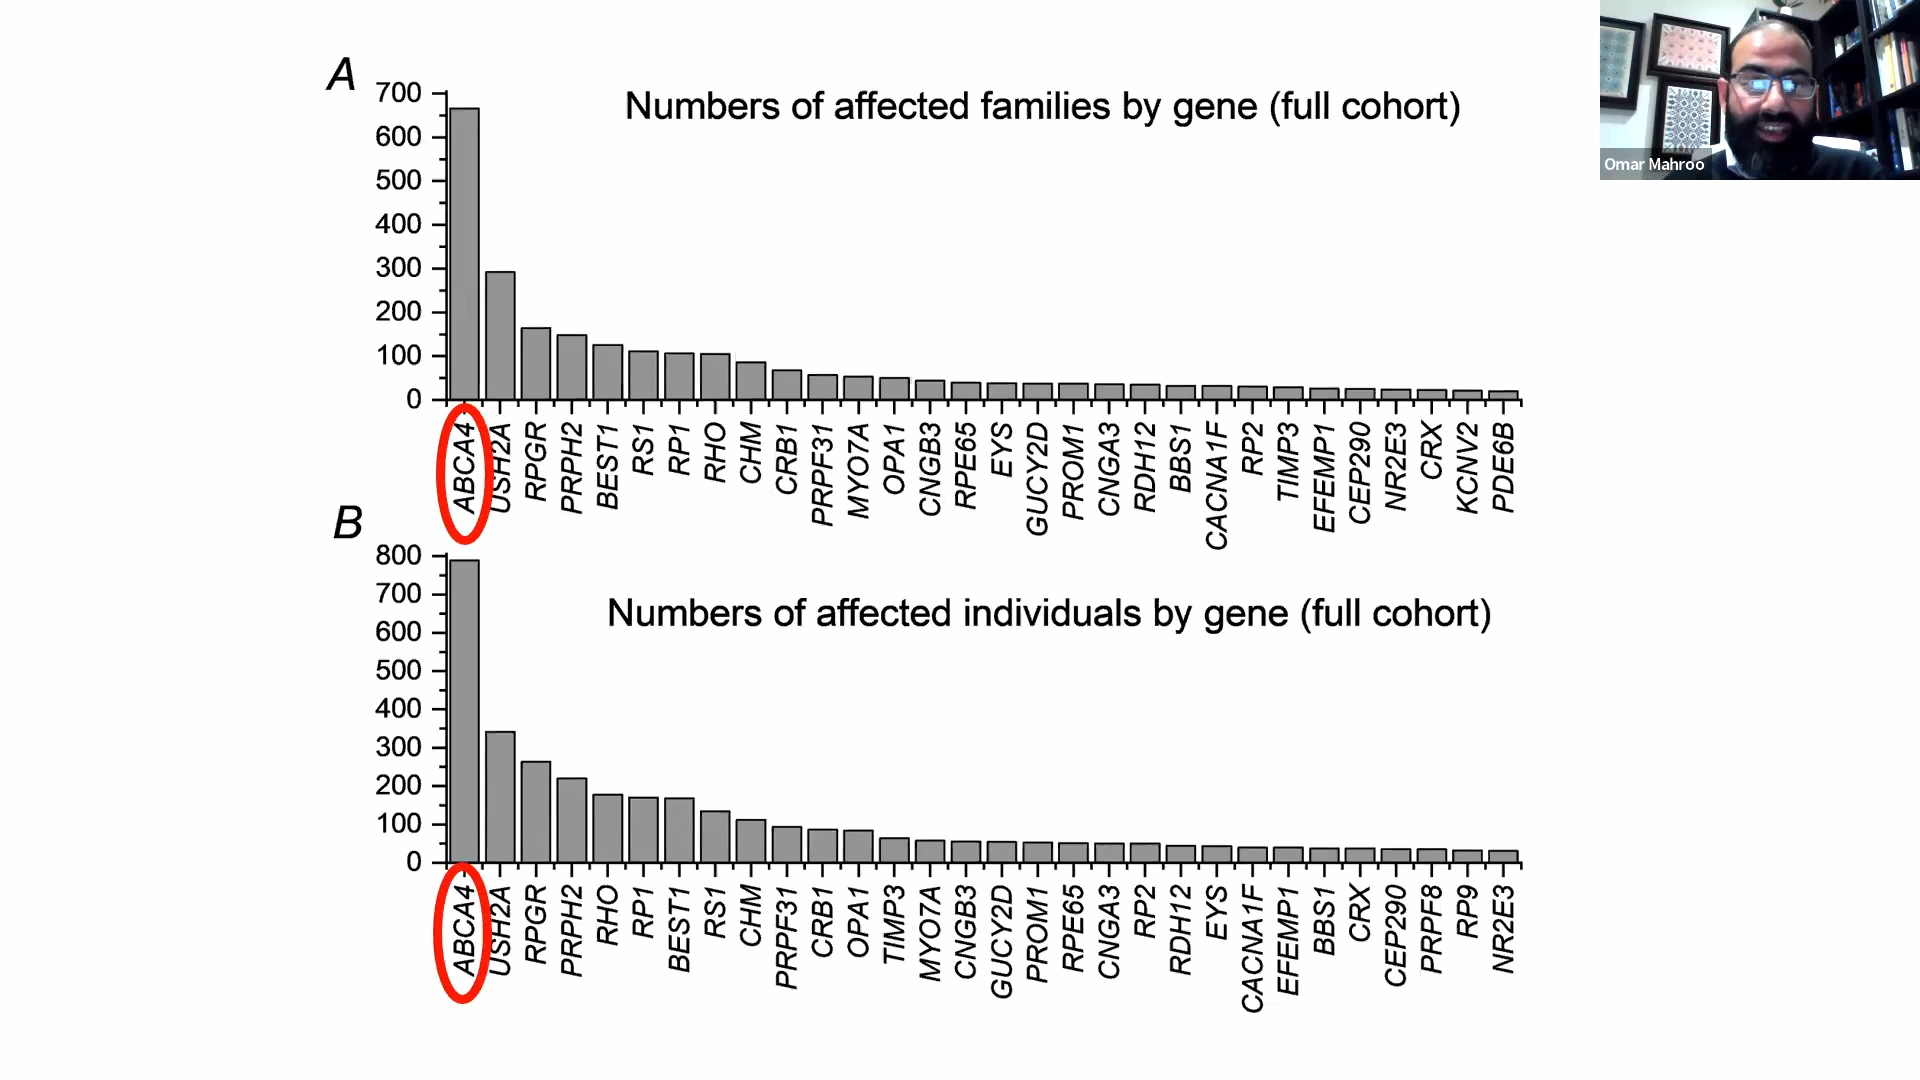 A
Numbers of affected families by gene (full cohort)
700
600
500
400
300
200
100
0
ABCA4
USH2A
RPGR
PRPH2
BEST1
RS1
RP1
RHO
CHM
CRB1
PRPF31
MYO7A
OPA1
CNGB3
RPE65
EYS
GUCY2D
PROM1
CNGA3
RDH12
BBS1
CACNA1F
RP2
TIMP3
EFEMP1
CEP290
NR2E3
CRX
KCNV2
PDE6B
B
Numbers of affected individuals by gene (full cohort)
800
700
600
500
400
300
200
100
0
ABCA4
USH2A
RPGR
PRPH2
RHO
RP1
BEST1
RS1
CHM
PRPF31
CRB1
OPA1
TIMP3
MYO7A
CNGB3
GUCY2D
PROM1
RPE65
CNGA3
RP2
RDH12
EYS
CACNA1F
EFEMP1
BBS1
CRX
CEP290
PRPF8
RP9
NR2E3
Omar Mahroo